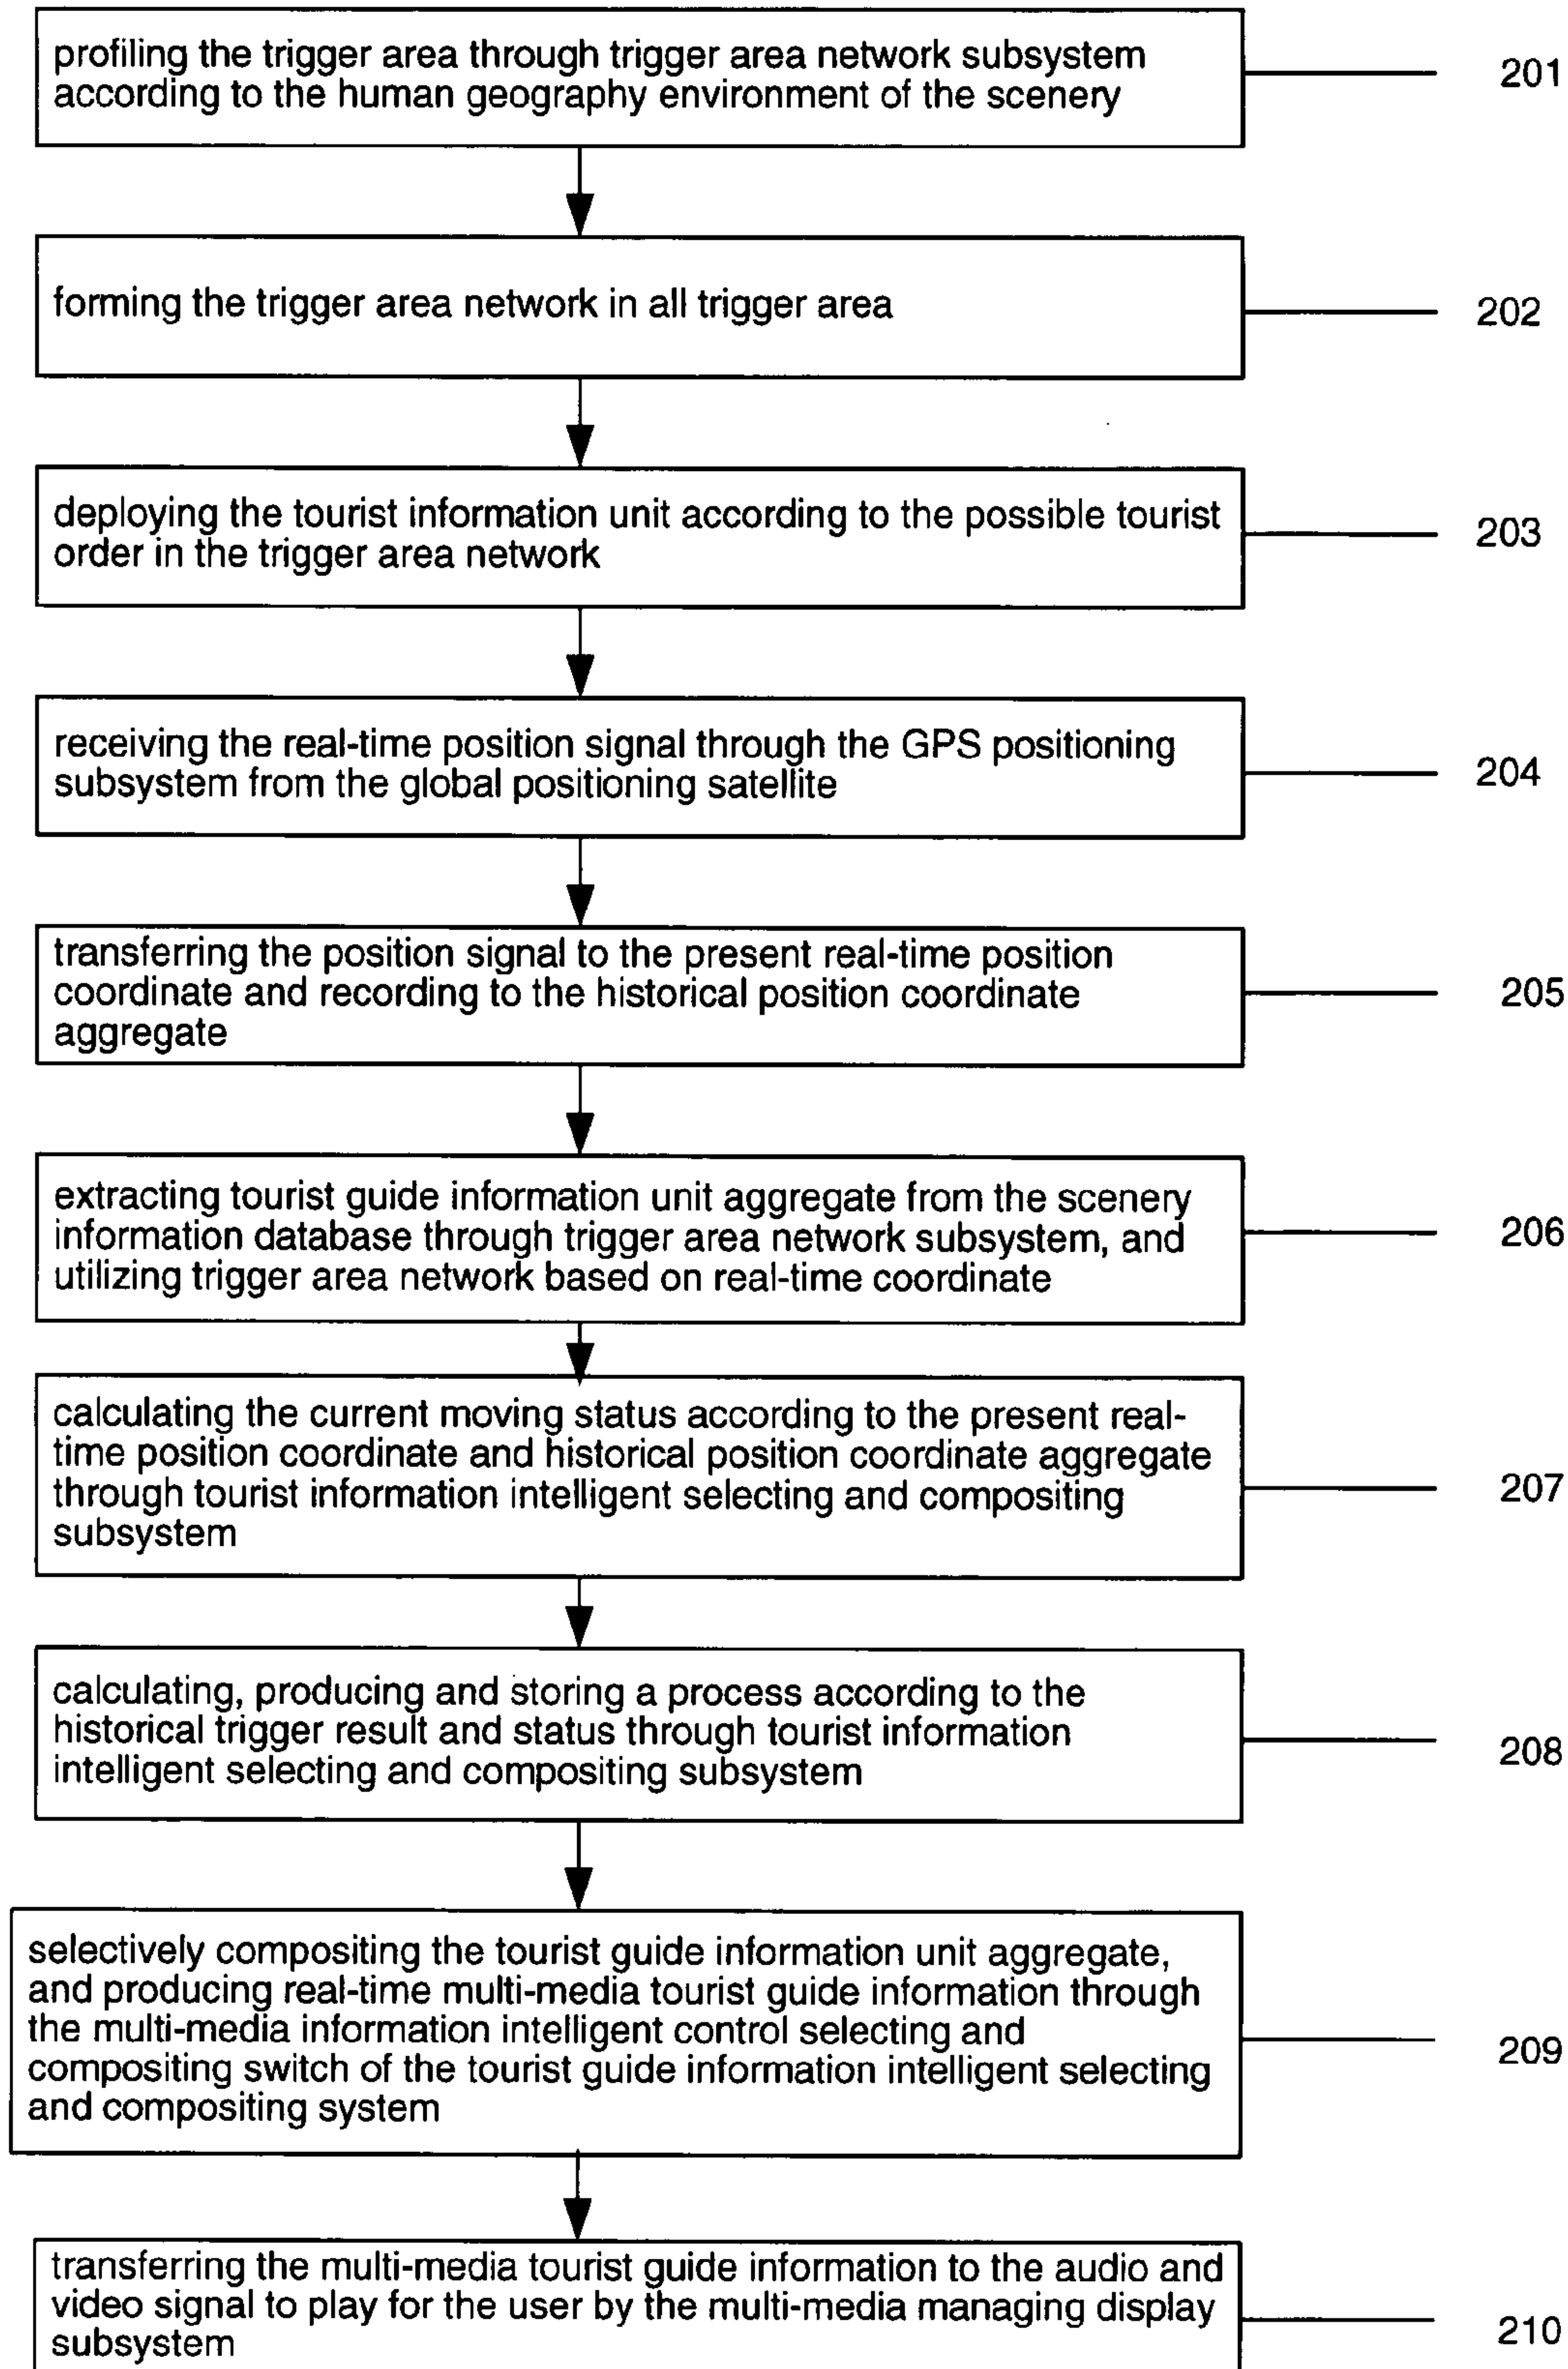 profiling the trigger area through trigger area network subsystem
according to the human geography environment of the scenery
201
forming the trigger area network in all trigger area
202
deploying the tourist information unit according to the possible tourist
order in the trigger area network
203
receiving the real-time position signal through the GPS positioning
subsystem from the global positioning satellite
204
transferring the position signal to the present real-time position
coordinate and recording to the historical position coordinate
aggregate
205
extracting tourist guide information unit aggregate from the scenery
information database through trigger area network subsystem, and
utilizing trigger area network based on real-time coordinate
206
calculating the current moving status according to the present real-
time position coordinate and historical position coordinate aggregate
through tourist information intelligent selecting and compositing
subsystem
207
calculating, producing and storing a process according to the
historical trigger result and status through tourist information
intelligent selecting and compositing subsystem
208
selectively compositing the tourist guide information unit aggregate,
and producing real-time multi-media tourist guide information through
the multi-media information intelligent control selecting and
compositing switch of the tourist guide information intelligent selecting
and compositing system
209
transferring the multi-media tourist guide information to the audio and
video signal to play for the user by the multi-media managing display
subsystem
210